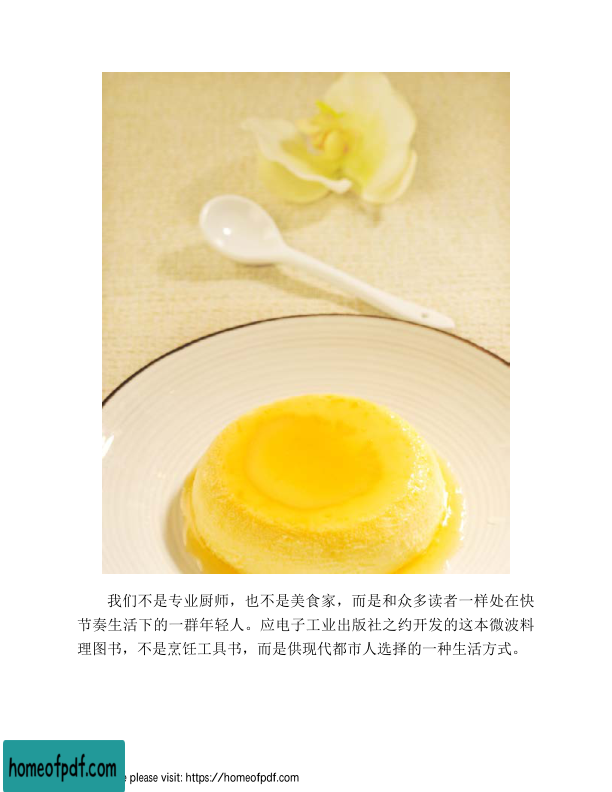 我们不是专业厨师，也不是美食家，而是和众多读者一样处在快
节奏生活下的一群年轻人。应电子工业出版社之约开发的这本微波料
理图书，不是烹饪工具书，而是供现代都市人选择的一种生活方式。
homeofpdf.com
please visit: https://homeofpdf.com